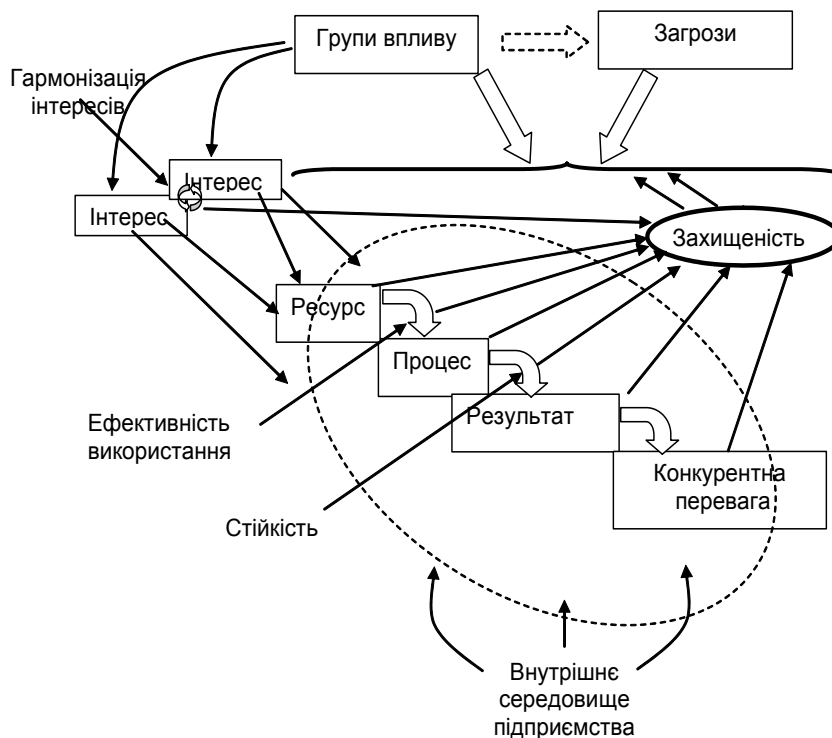 Групи впливу
Загрози
Гармонізація
інтересів
Інтерес
Інтерес
Захищеність
Ресурс
Процес
Результат
Ефективність
використання
Конкурентна
перевага
Стійкість
Внутрішнє
середовище
підприємства